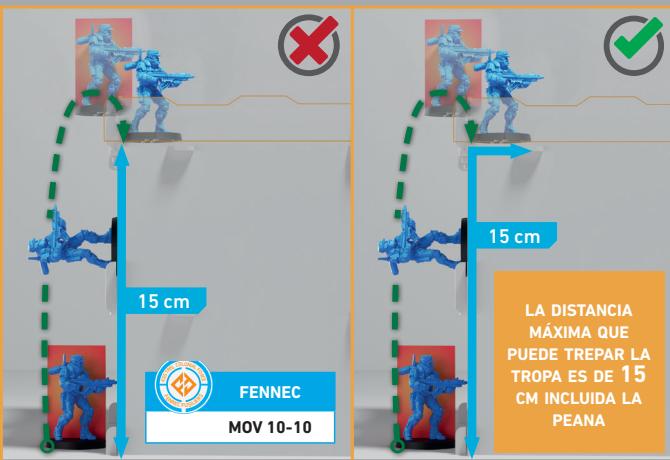 15 cm
FENNEC
MOV 10-10
15 cm
LA DISTANCIA
MÁXIMA QUE
PUEDE TREPAR LA
TROPA ES DE 15
CM INCLUIDA LA
PEANA